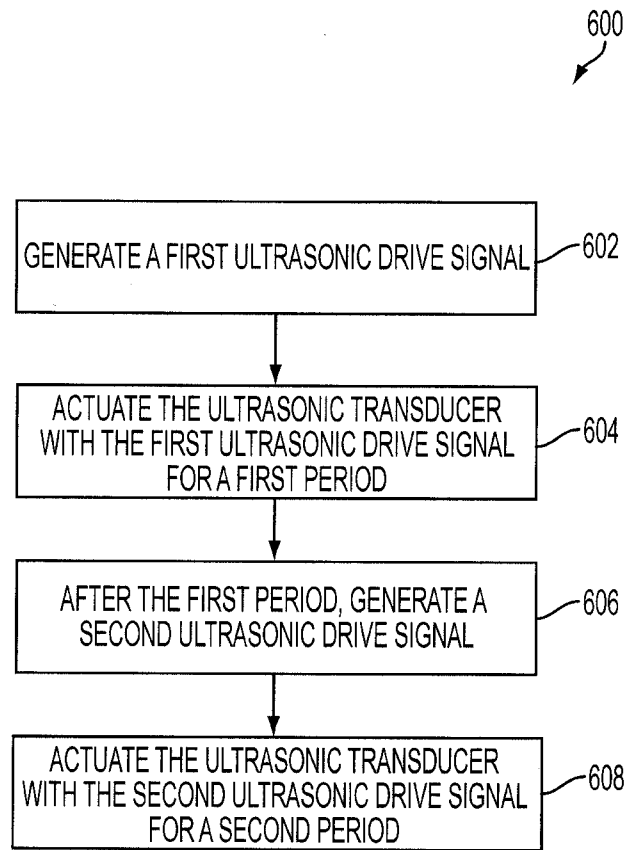 600
GENERATE A FIRST ULTRASONIC DRIVE SIGNAL
602
ACTUATE THE ULTRASONIC TRANSDUCER
WITH THE FIRST ULTRASONIC DRIVE SIGNAL
FOR A FIRST PERIOD
604
AFTER THE FIRST PERIOD, GENERATE A
SECOND ULTRASONIC DRIVE SIGNAL
606
ACTUATE THE ULTRASONIC TRANSDUCER
WITH THE SECOND ULTRASONIC DRIVE SIGNAL
FOR A SECOND PERIOD
608